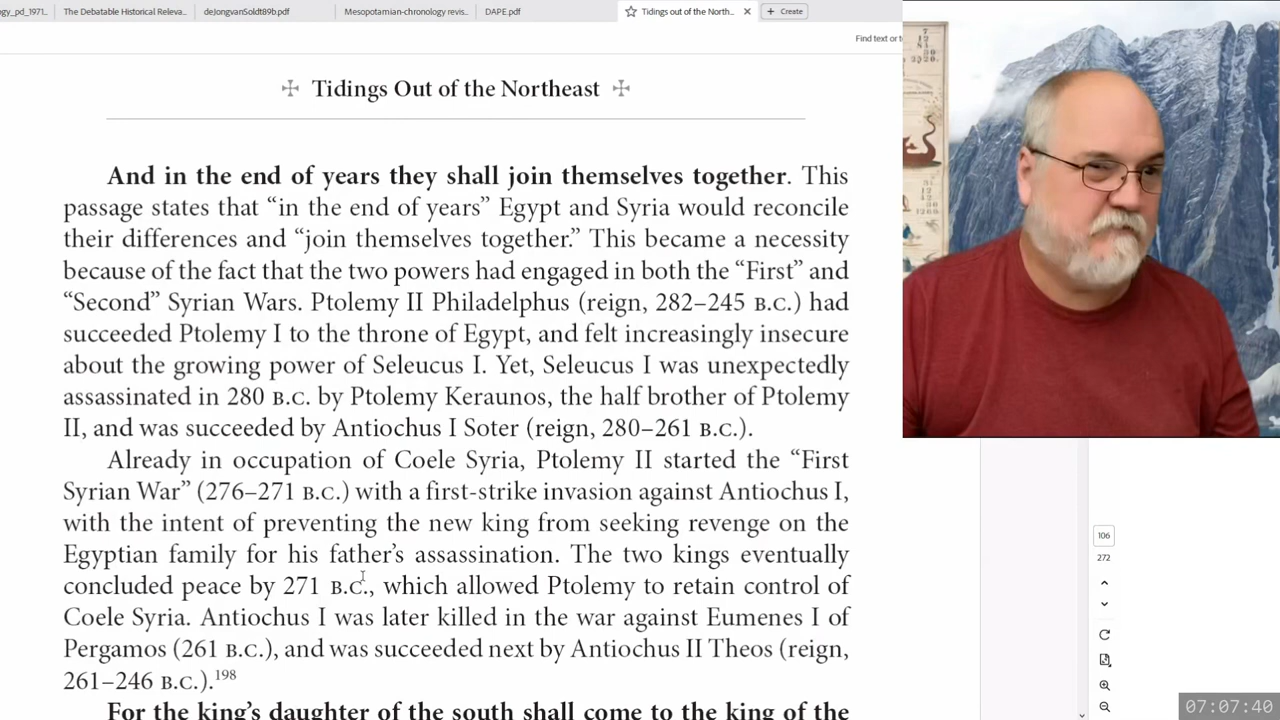 ogy_pd_1971.. The Debatable Historical Releva.. deJongvanSoldt89b.pdf Mesopotamian-chronology revis.. DAPE.pdf Tidings out of the North.. Create
Find text or t
Tidings Out of the Northeast
And in the end of years they shall join themselves together. This
passage states that “in the end of years” Egypt and Syria would reconcile
their differences and “join themselves together.” This became a necessity
because of the fact that the two powers had engaged in both the “First” and
“Second” Syrian Wars. Ptolemy II Philadelphus (reign, 282–245 B.C.) had
succeeded Ptolemy I to the throne of Egypt, and felt increasingly insecure
about the growing power of Seleucus I. Yet, Seleucus I was unexpectedly
assassinated in 280 B.C. by Ptolemy Keraunos, the half brother of Ptolemy
II, and was succeeded by Antiochus I Soter (reign, 280–261 B.C.).
Already in occupation of Coele Syria, Ptolemy II started the “First
Syrian War” (276–271 B.C.) with a first-strike invasion against Antiochus I,
with the intent of preventing the new king from seeking revenge on the
Egyptian family for his father’s assassination. The two kings eventually
concluded peace by 271 B.C., which allowed Ptolemy to retain control of
Coele Syria. Antiochus I was later killed in the war against Eumenes I of
Pergamos (261 B.C.), and was succeeded next by Antiochus II Theos (reign,
261–246 B.C.).198
For the king’s daughter of the south shall come to the king of the
106
272
07:07:40